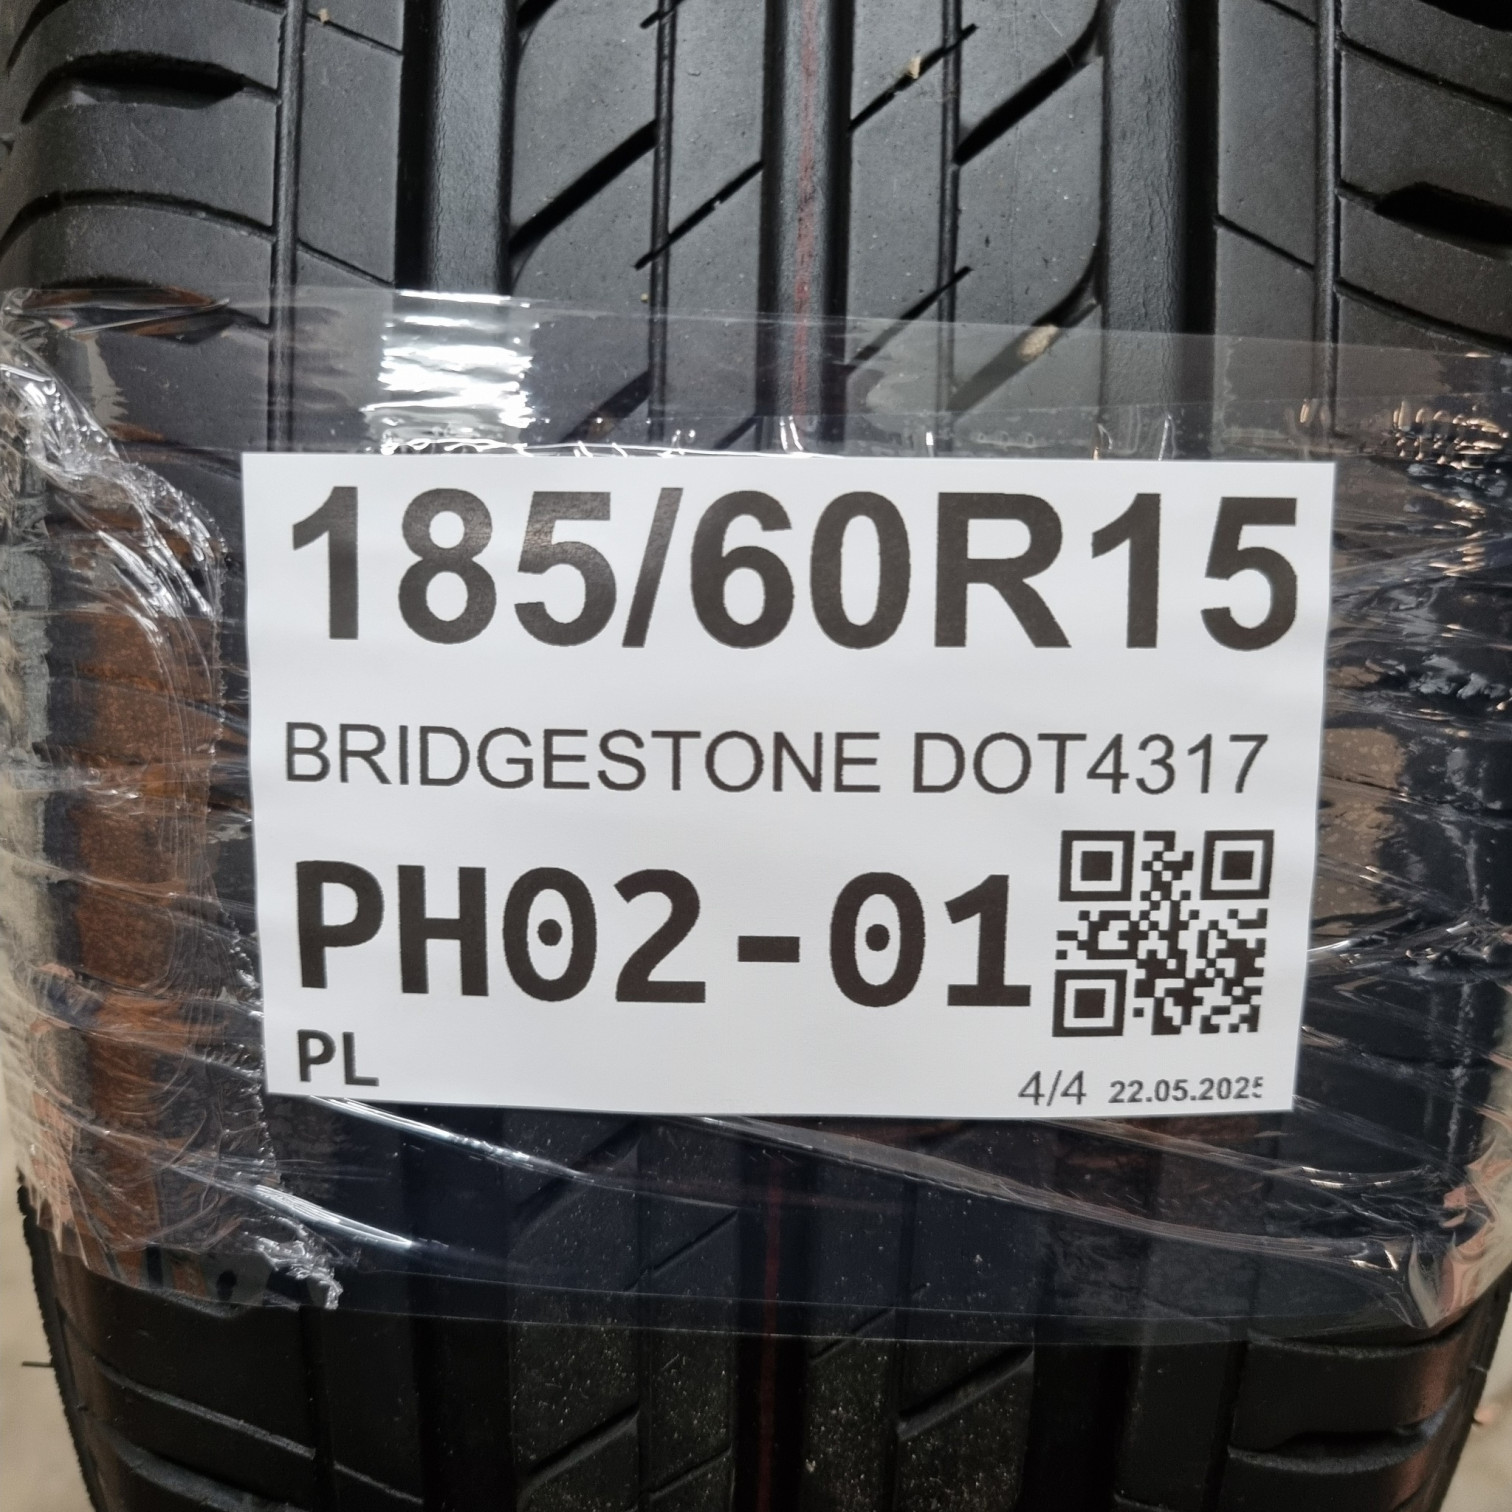 185/60R15
BRIDGESTONE DOT4317
PH02-01
PL
4/4 22.05.2025